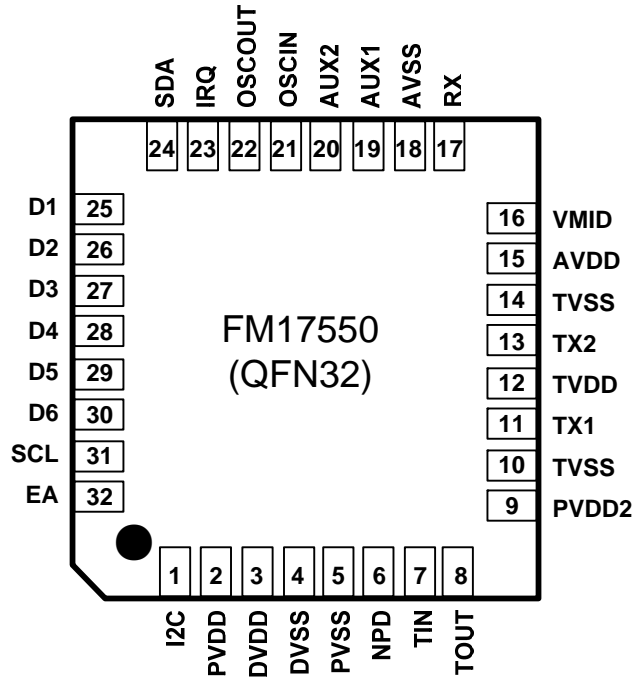 SDA
IRQ
OSCOUT
OSCIN
AUX2
AUX1
AVSS
RX
24
23
22
21
20
19
18
17
D1 25
D2 26
D3 27
D4 28
D5 29
D6 30
SCL 31
EA 32
FM17550
(QFN32)
16 VMID
15 AVDD
14 TVSS
13 TX2
12 TVDD
11 TX1
10 TVSS
9 PVDD2
1
2
3
4
5
6
7
8
I2C
PVDD
DVDD
DVSS
PVSS
NPD
TIN
TOUT